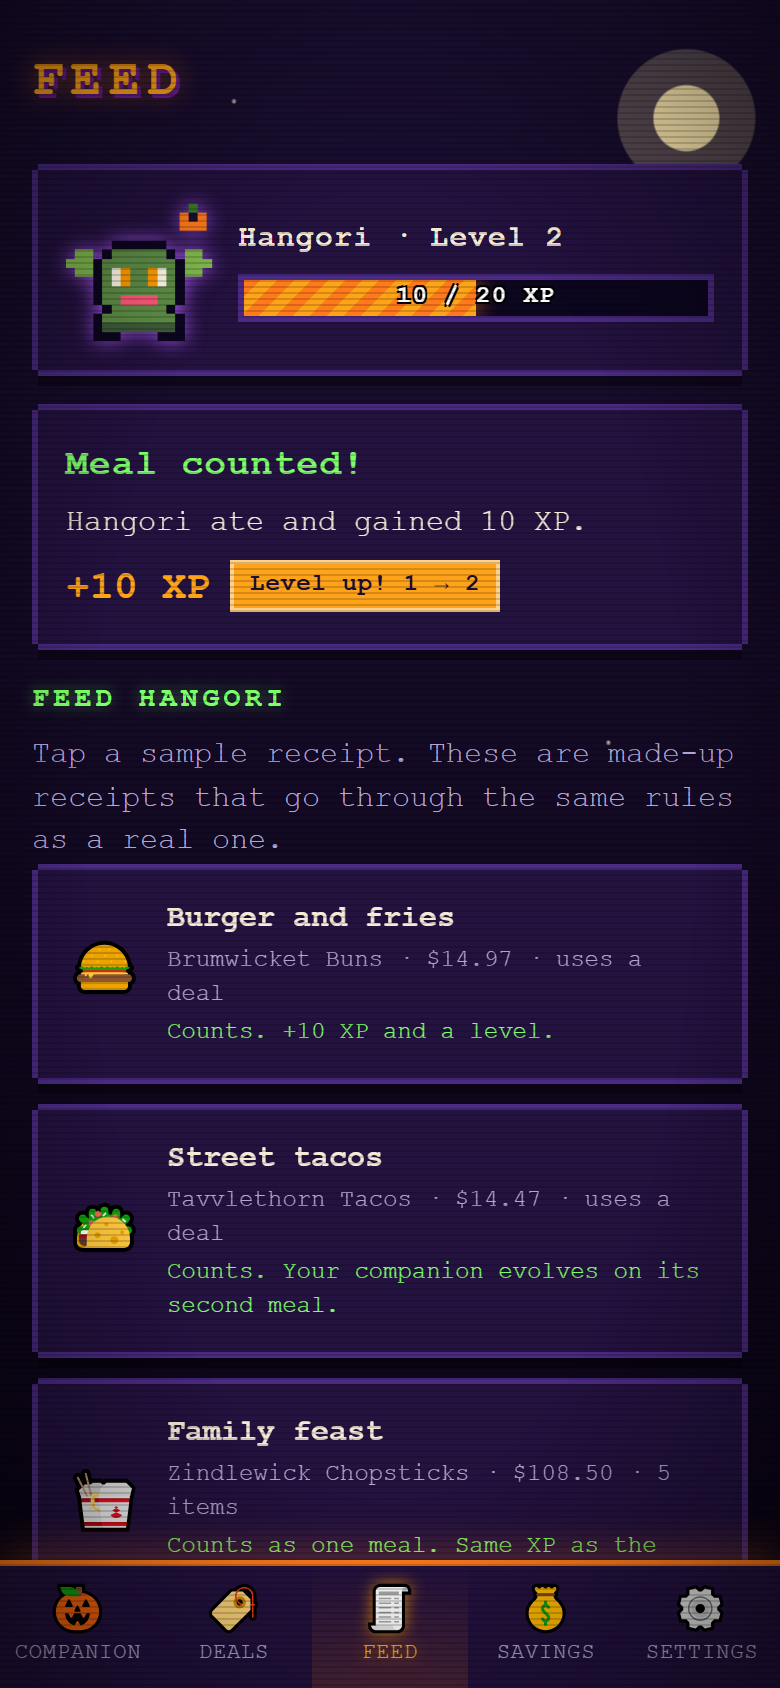 FEED
Hangori · Level 2
10 / 20 XP
Meal counted!
Hangori ate and gained 10 XP.
+10 XP
Level up! 1 → 2
FEED HANGORI
Tap a sample receipt. These are made-up
receipts that go through the same rules
as a real one.
Burger and fries
Brumwicket Buns · $14.97 · uses a
deal
Counts. +10 XP and a level.
Street tacos
Tavvlethorn Tacos · $14.47 · uses a
deal
Counts. Your companion evolves on its
second meal.
Family feast
Zindlewick Chopsticks · $108.50 · 5
items
Counts as one meal. Same XP as the
COMPANION
DEALS
FEED
SAVINGS
SETTINGS